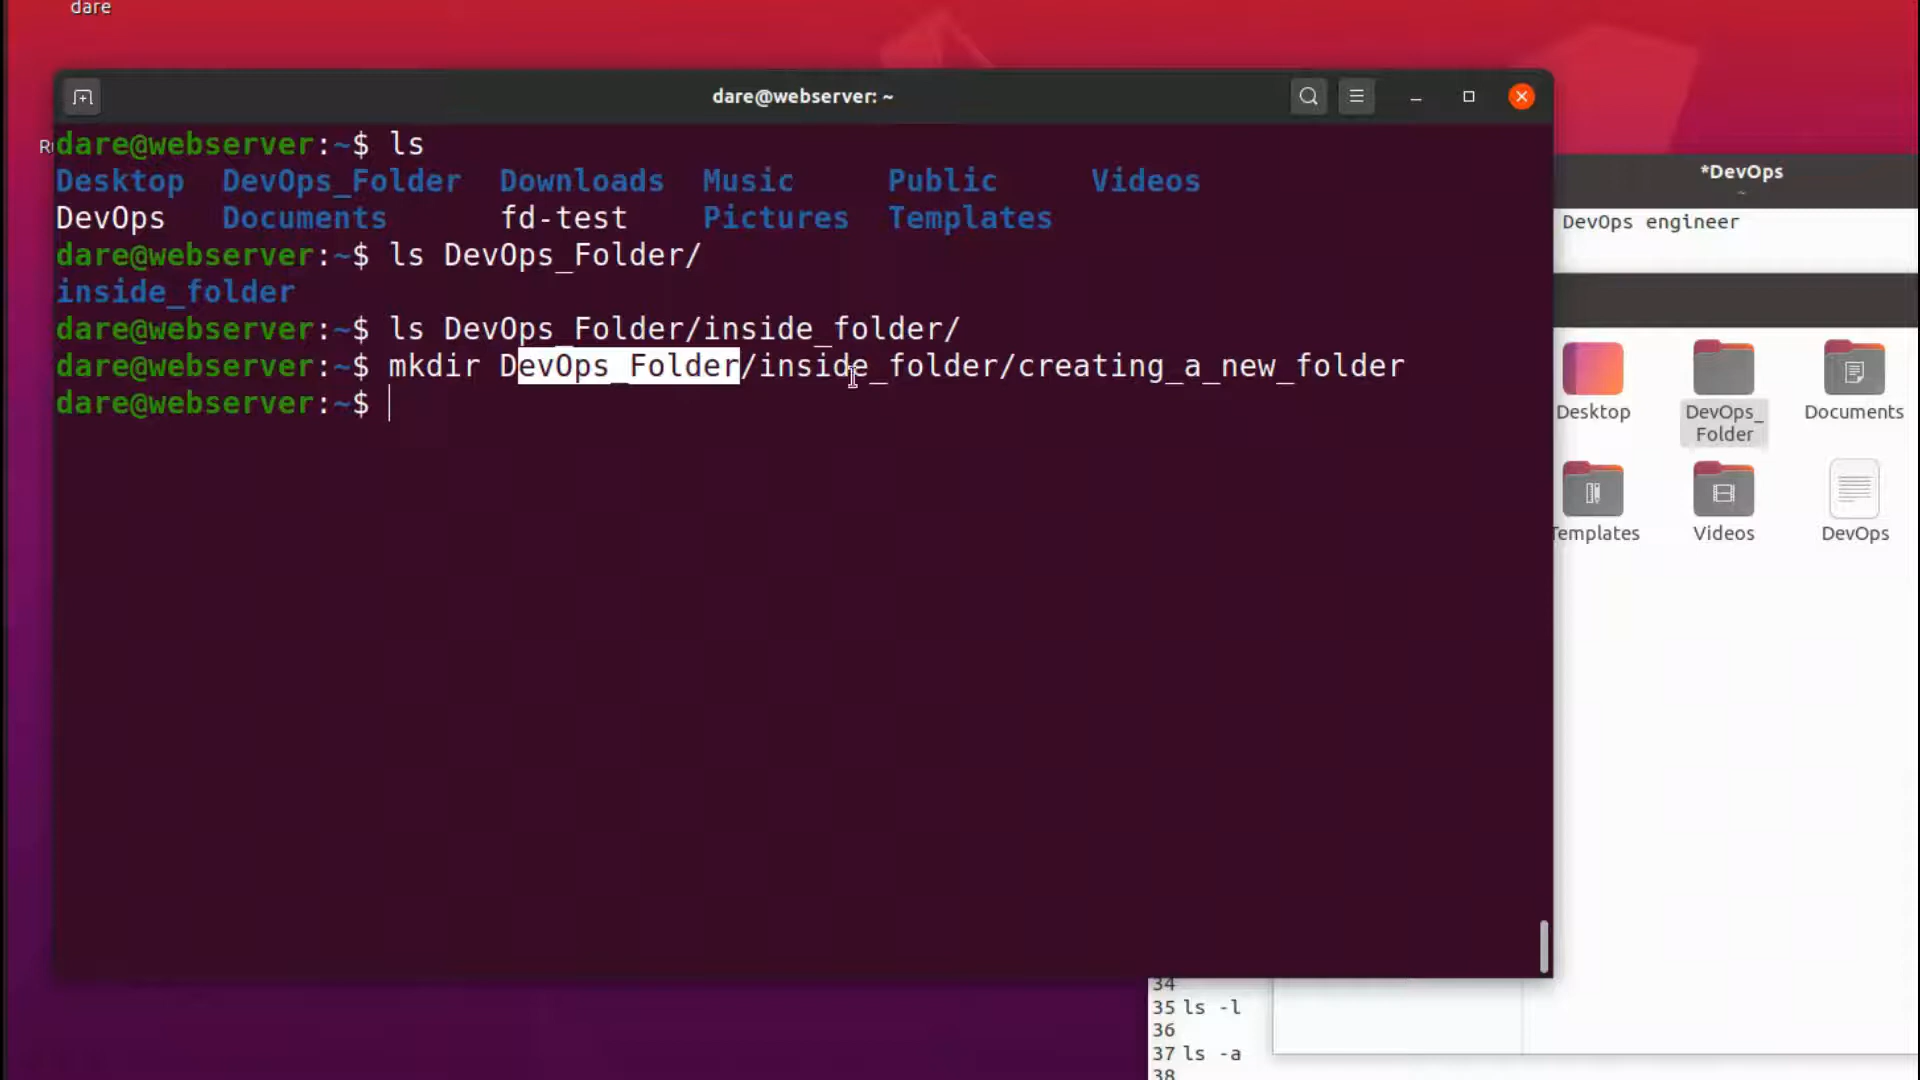 dare
dare@webserver: ~
dare@webserver:~$ ls
Desktop DevOps_Folder Downloads Music Public Videos
DevOps Documents fd-test Pictures Templates
dare@webserver:~$ ls DevOps_Folder/
inside_folder
dare@webserver:~$ ls DevOps_Folder/inside_folder/
dare@webserver:~$ mkdir DevOps_Folder/inside_folder/creating_a_new_folder
dare@webserver:~$
*DevOps
~
DevOps engineer
Desktop
DevOps_
Folder
Documents
Templates
Videos
DevOps
34
35 ls -l
36
37 ls -a
38